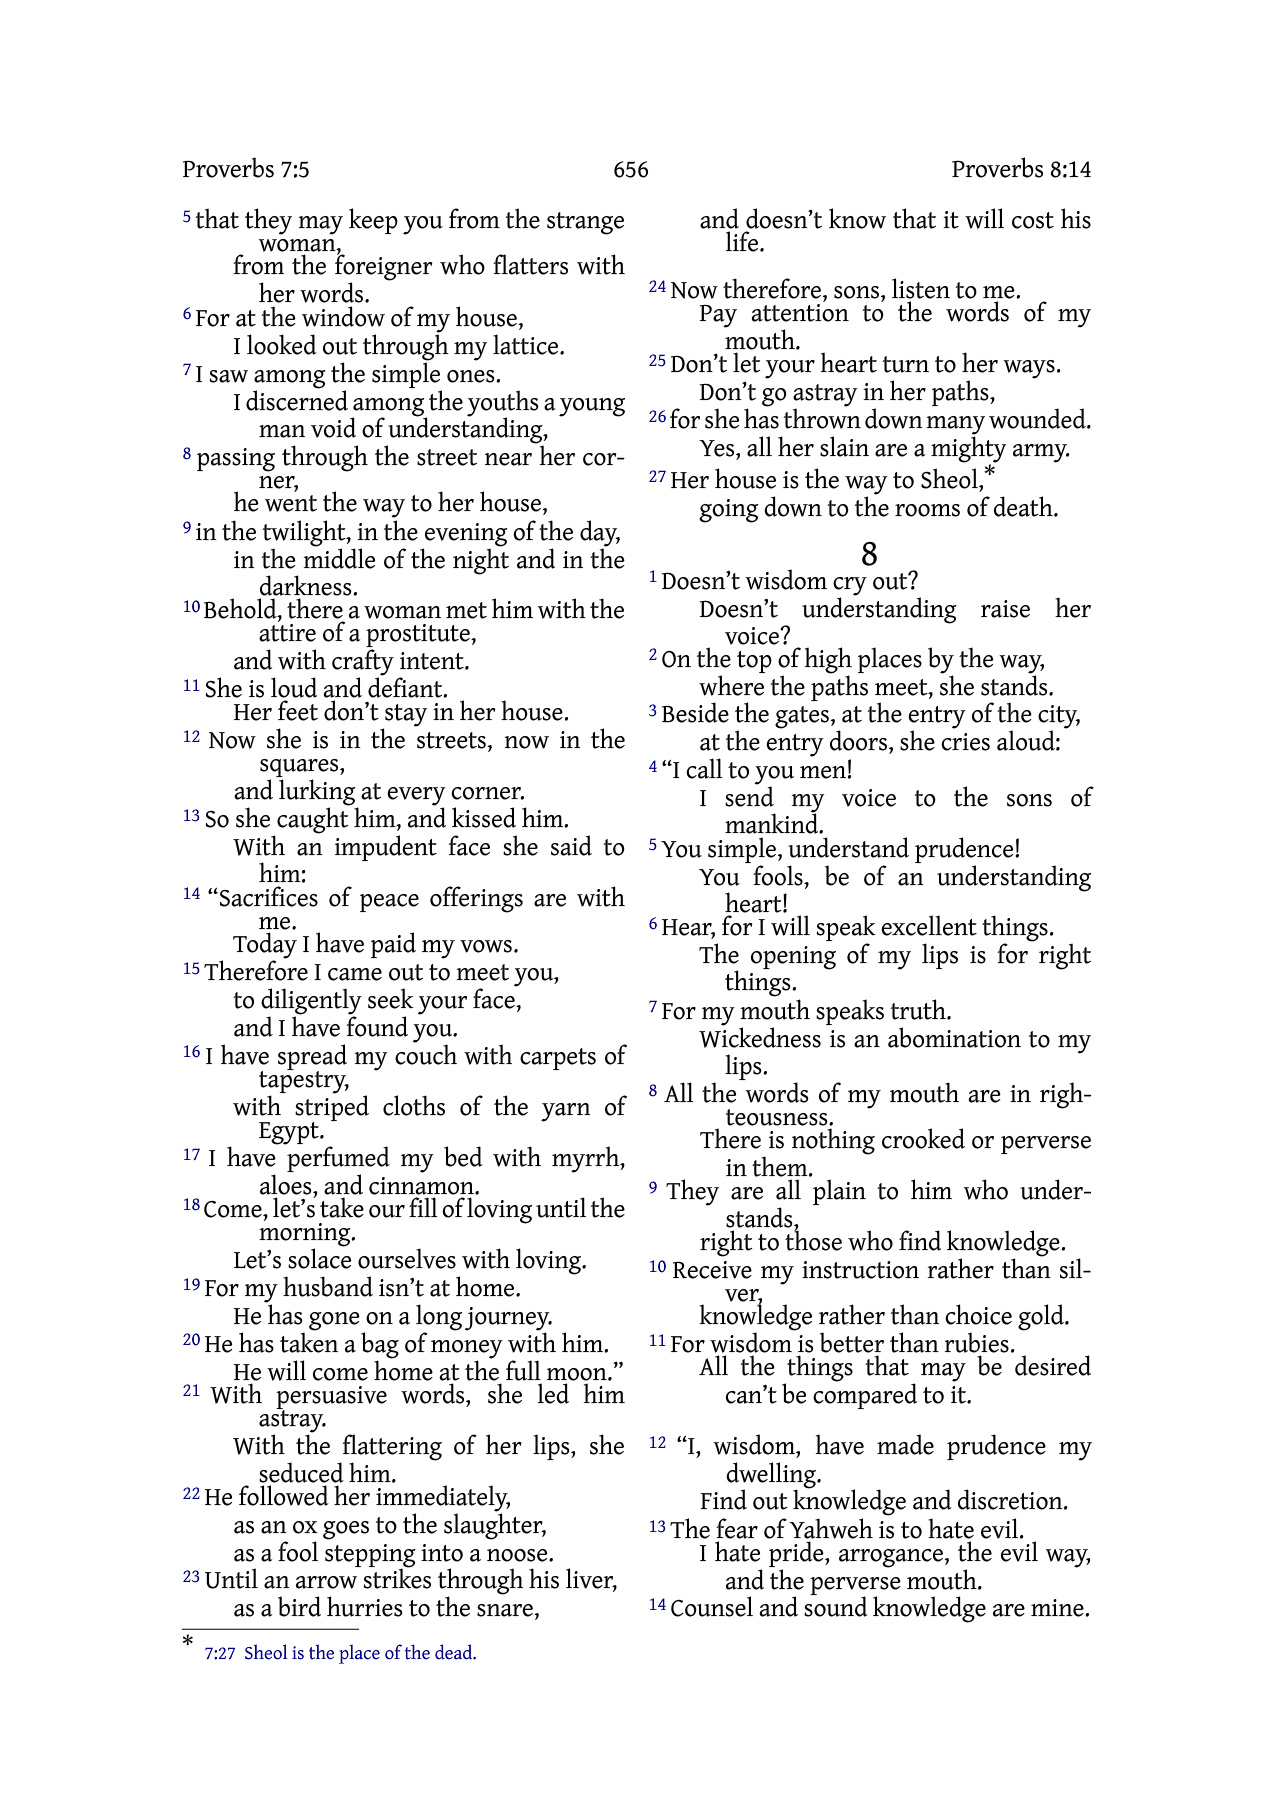 Proverbs 7:5
656
Proverbs 8:14
5 that they may keep you from the strange
woman,
from the foreigner who flatters with
her words.
6 For at the window of my house,
I looked out through my lattice.
7 I saw among the simple ones.
I discerned among the youths a young
man void of understanding,
8 passing through the street near her cor-
ner,
he went the way to her house,
9 in the twilight, in the evening of the day,
in the middle of the night and in the
darkness.
10 Behold, there a woman met him with the
attire of a prostitute,
and with crafty intent.
11 She is loud and defiant.
Her feet don’t stay in her house.
12 Now she is in the streets, now in the
squares,
and lurking at every corner.
13 So she caught him, and kissed him.
With an impudent face she said to
him:
14 “Sacrifices of peace offerings are with
me.
Today I have paid my vows.
15 Therefore I came out to meet you,
to diligently seek your face,
and I have found you.
16 I have spread my couch with carpets of
tapestry,
with striped cloths of the yarn of
Egypt.
17 I have perfumed my bed with myrrh,
aloes, and cinnamon.
18 Come, let’s take our fill of loving until the
morning.
Let’s solace ourselves with loving.
19 For my husband isn’t at home.
He has gone on a long journey.
20 He has taken a bag of money with him.
He will come home at the full moon.”
21 With persuasive words, she led him
astray.
With the flattering of her lips, she
seduced him.
22 He followed her immediately,
as an ox goes to the slaughter,
as a fool stepping into a noose.
23 Until an arrow strikes through his liver,
as a bird hurries to the snare,
and doesn’t know that it will cost his
life.
24 Now therefore, sons, listen to me.
Pay attention to the words of my
mouth.
25 Don’t let your heart turn to her ways.
Don’t go astray in her paths,
26 for she has thrown down many wounded.
Yes, all her slain are a mighty army.
27 Her house is the way to Sheol,*
going down to the rooms of death.
8
1 Doesn’t wisdom cry out?
Doesn’t understanding raise her
voice?
2 On the top of high places by the way,
where the paths meet, she stands.
3 Beside the gates, at the entry of the city,
at the entry doors, she cries aloud:
4 “I call to you men!
I send my voice to the sons of
mankind.
5 You simple, understand prudence!
You fools, be of an understanding
heart!
6 Hear, for I will speak excellent things.
The opening of my lips is for right
things.
7 For my mouth speaks truth.
Wickedness is an abomination to my
lips.
8 All the words of my mouth are in righ-
teousness.
There is nothing crooked or perverse
in them.
9 They are all plain to him who under-
stands,
right to those who find knowledge.
10 Receive my instruction rather than sil-
ver,
knowledge rather than choice gold.
11 For wisdom is better than rubies.
All the things that may be desired
can’t be compared to it.
12 “I, wisdom, have made prudence my
dwelling.
Find out knowledge and discretion.
13 The fear of Yahweh is to hate evil.
I hate pride, arrogance, the evil way,
and the perverse mouth.
14 Counsel and sound knowledge are mine.
* 7:27 Sheol is the place of the dead.